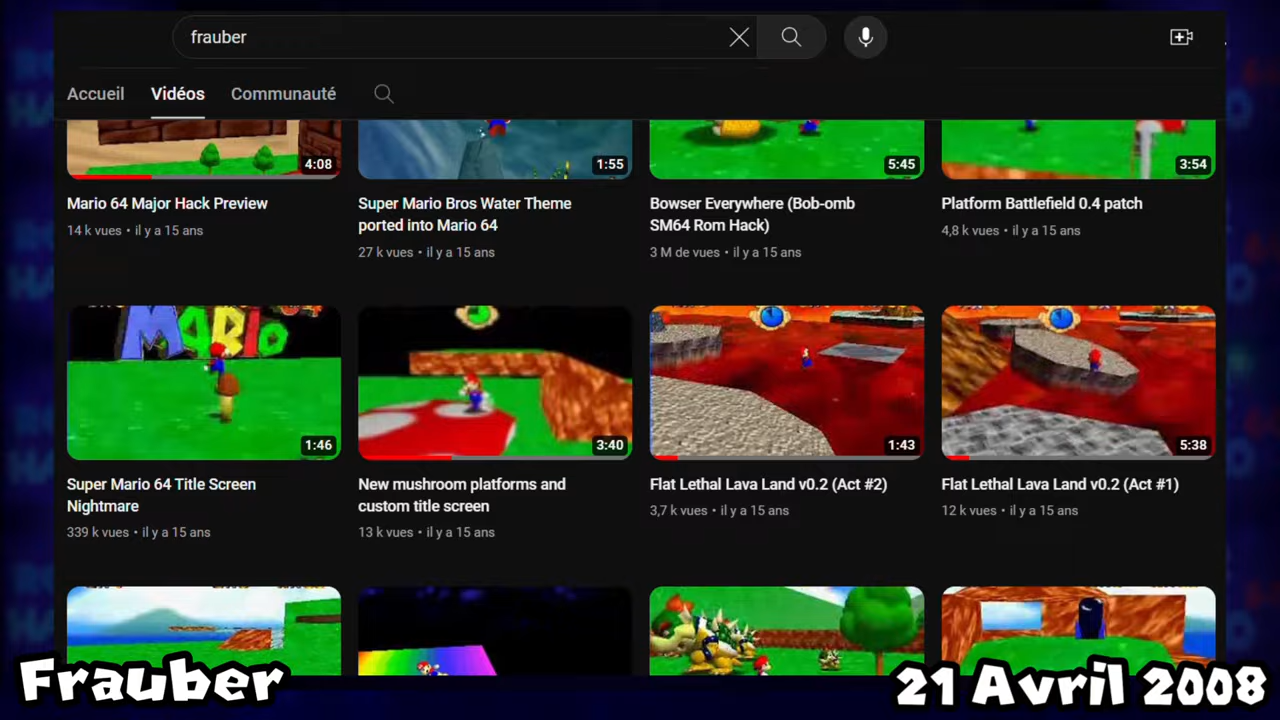 frauber
Accueil Vidéos Communauté
4:08 1:55 5:45 3:54
Mario 64 Major Hack Preview
14 k vues • il y a 15 ans
Super Mario Bros Water Theme
ported into Mario 64
27 k vues • il y a 15 ans
Bowser Everywhere (Bob-omb
SM64 Rom Hack)
3 M de vues • il y a 15 ans
Platform Battlefield 0.4 patch
4,8 k vues • il y a 15 ans
MARIO
1:46 3:40 1:43 5:38
Super Mario 64 Title Screen
Nightmare
339 k vues • il y a 15 ans
New mushroom platforms and
custom title screen
13 k vues • il y a 15 ans
Flat Lethal Lava Land v0.2 (Act #2)
3,7 k vues • il y a 15 ans
Flat Lethal Lava Land v0.2 (Act #1)
12 k vues • il y a 15 ans
Frauber
21 Avril 2008